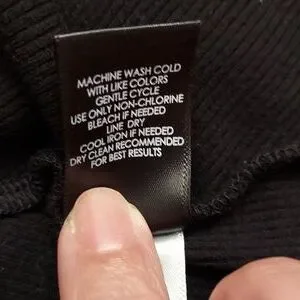 MACHINE WASH COLD
WITH LIKE COLORS
GENTLE CYCLE
USE ONLY NON-CHLORINE
BLEACH IF NEEDED
LINE DRY
COOL IRON IF NEEDED
DRY CLEAN RECOMMENDED
FOR BEST RESULTS